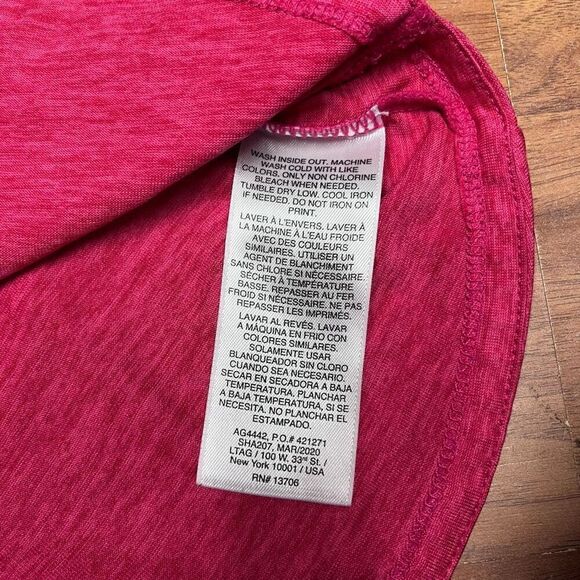 WASH INSIDE OUT. MACHINE
WASH COLD WITH LIKE
COLORS. ONLY NON CHLORINE
BLEACH WHEN NEEDED.
TUMBLE DRY LOW. COOL IRON
IF NEEDED. DO NOT IRON ON
PRINT.
LAVER À L'ENVERS. LAVER À
LA MACHINE À L'EAU FROIDE
AVEC DES COULEURS
SIMILAIRES. UTILISER UN
AGENT DE BLANCHIMENT
SANS CHLORE SI NÉCESSAIRE.
SÉCHER À TEMPÉRATURE
BASSE. REPASSER AU FER
FROID SI NÉCESSAIRE. NE PAS
REPASSER LES IMPRIMÉS.
LAVAR AL REVÉS. LAVAR
A MÁQUINA EN FRIO CON
COLORES SIMILARES.
SOLAMENTE USAR
BLANQUEADOR SIN CLORO
CUANDO SEA NECESARIO.
SECAR EN SECADORA A BAJA
TEMPERATURA. PLANCHAR
A BAJA TEMPERATURA, SI SE
NECESITA. NO PLANCHAR EL
ESTAMPADO.
AG4442, P.O.# 421271
SHA207, MAR/2020
LTAG / 100 W. 33rd St. /
New York 10001 / USA
RN# 13706